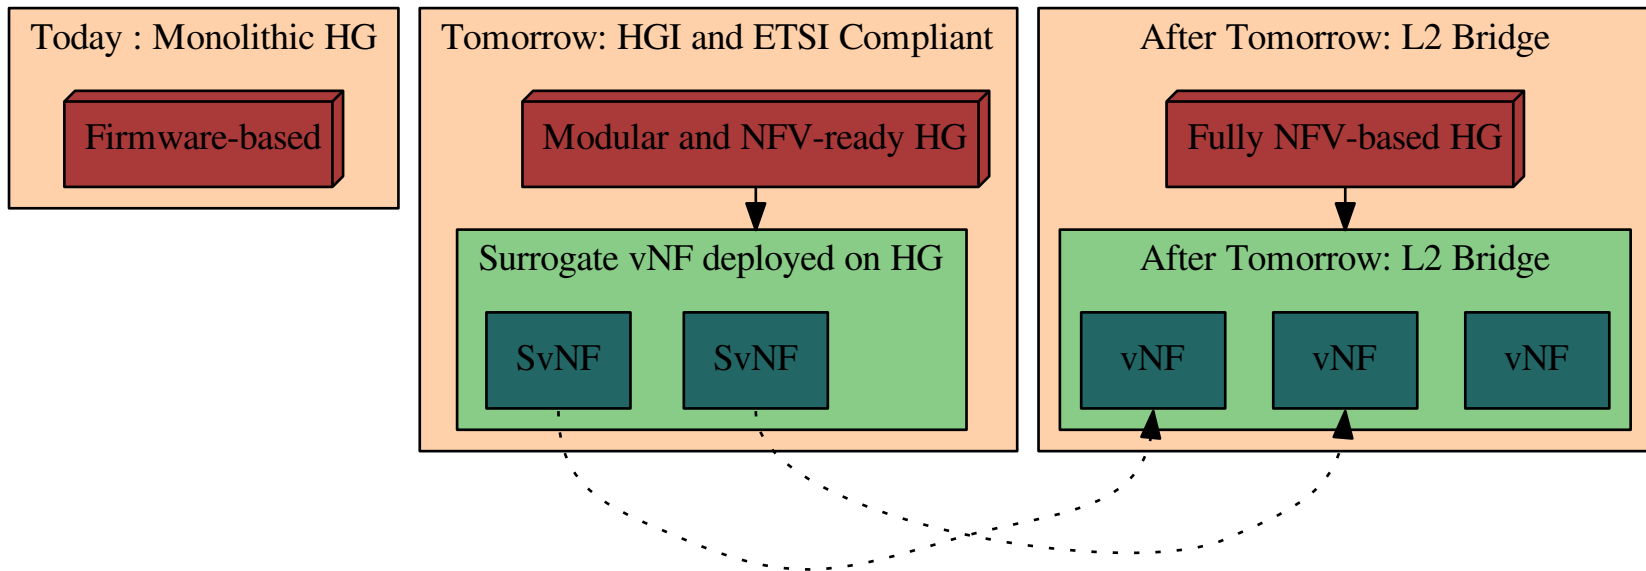 Today : Monolithic HG
Firmware-based
Tomorrow: HGI and ETSI Compliant
Modular and NFV-ready HG
Surrogate vNF deployed on HG
SvNF
SvNF
After Tomorrow: L2 Bridge
Fully NFV-based HG
After Tomorrow: L2 Bridge
vNF
vNF
vNF